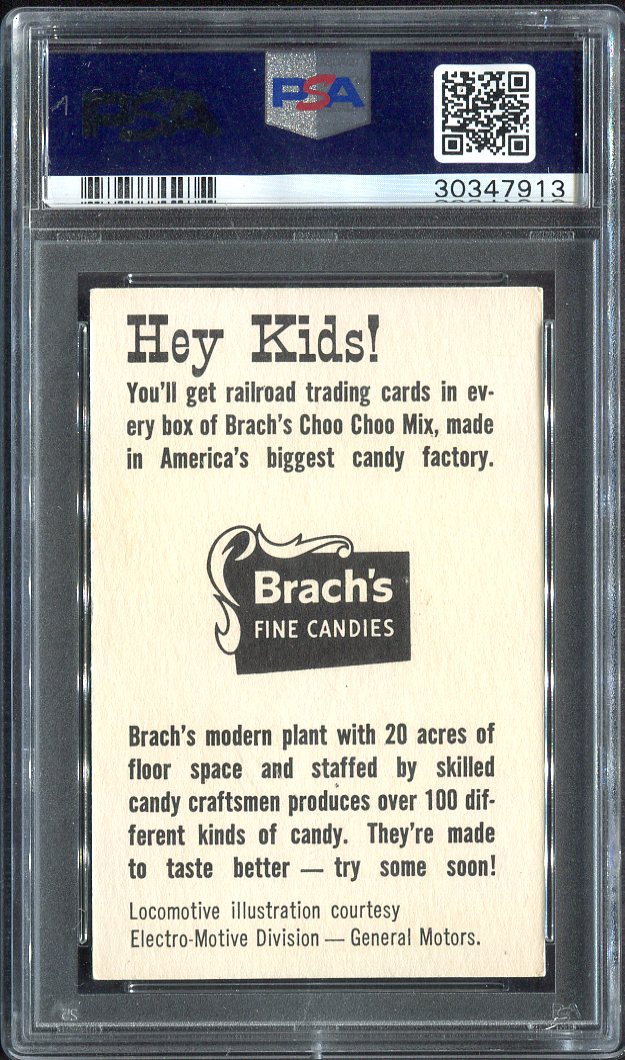 PSA
PSA
30347913
Hey Kids!
You'll get railroad trading cards in ev-
ery box of Brach's Choo Choo Mix, made
in America's biggest candy factory.
Brach's
FINE CANDIES
Brach's modern plant with 20 acres of
floor space and staffed by skilled
candy craftsmen produces over 100 dif-
ferent kinds of candy. They're made
to taste better — try some soon!
Locomotive illustration courtesy
Electro-Motive Division — General Motors.